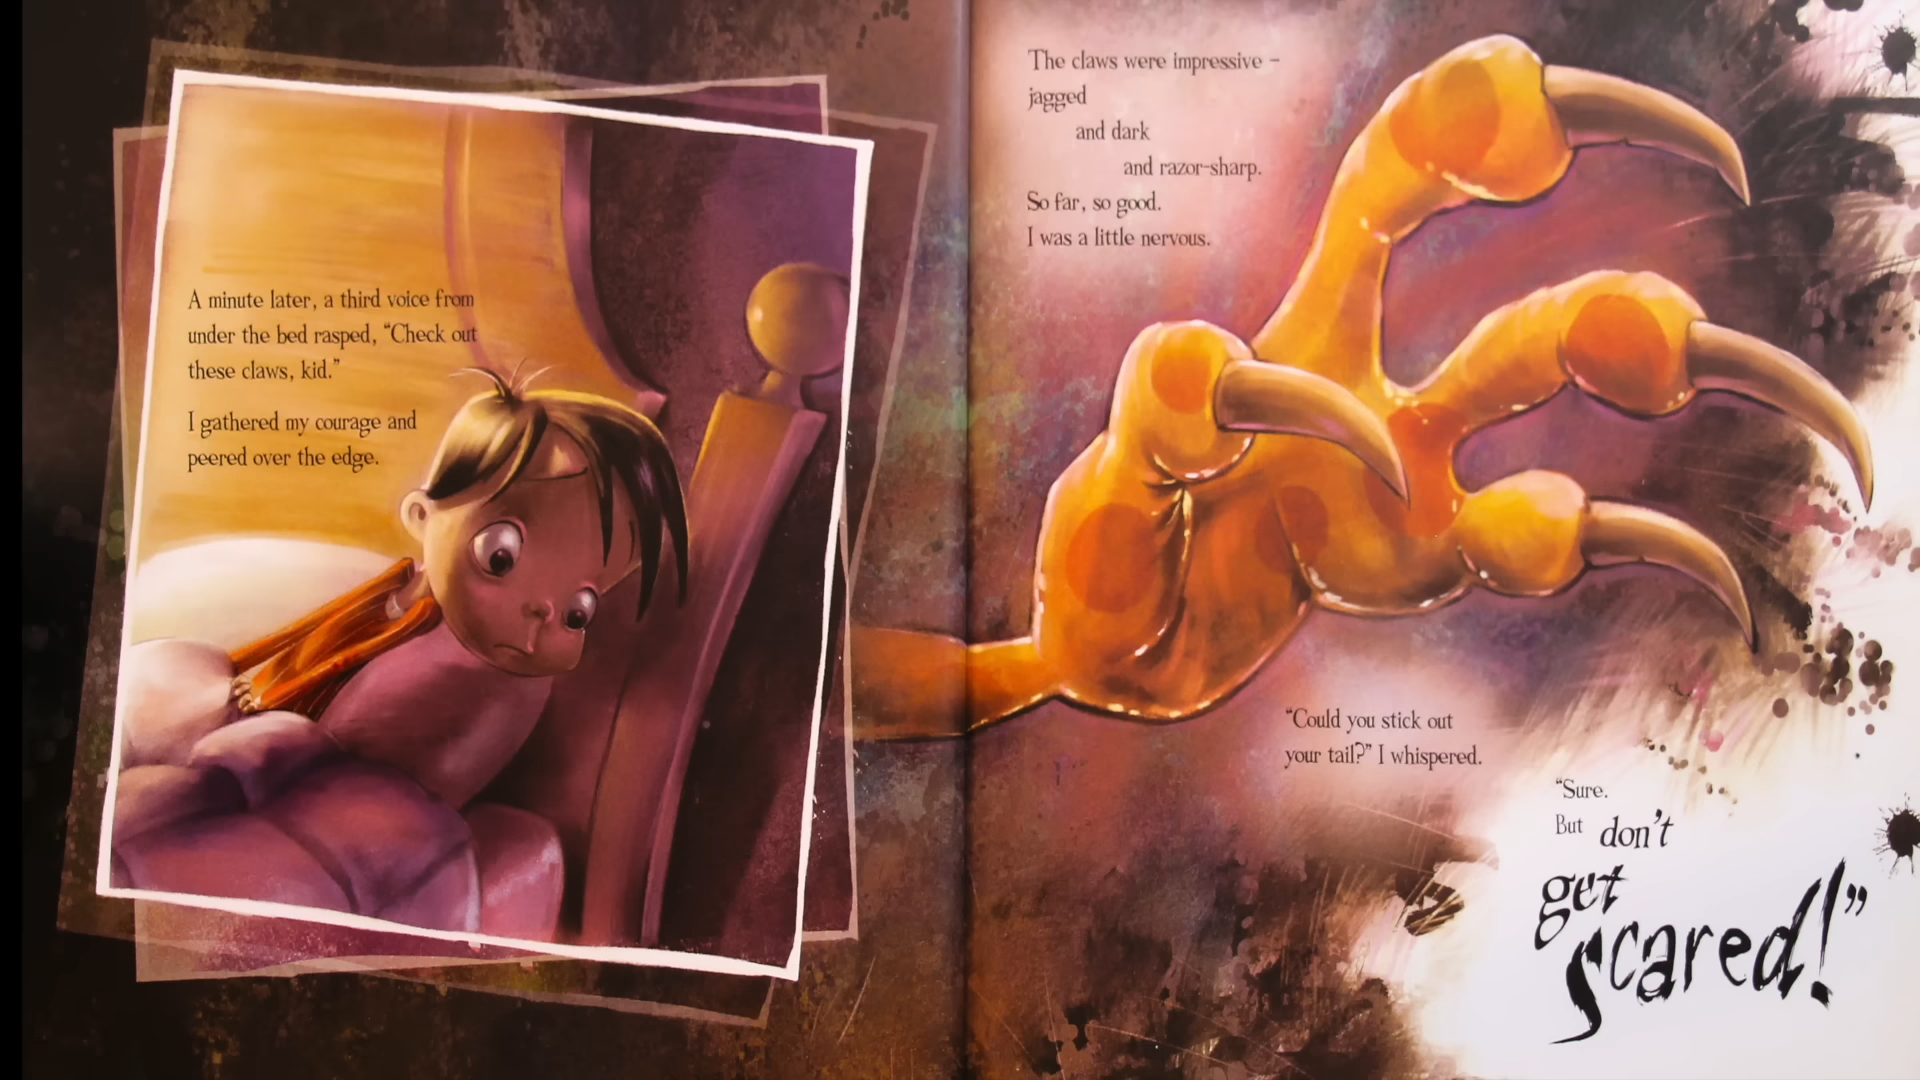 A minute later, a third voice from
under the bed rasped, “Check out
these claws, kid.”
I gathered my courage and
peered over the edge.
The claws were impressive –
jagged
and dark
and razor-sharp.
So far, so good.
I was a little nervous.
“Could you stick out
your tail?” I whispered.
“Sure.
But don’t
get
scared!”